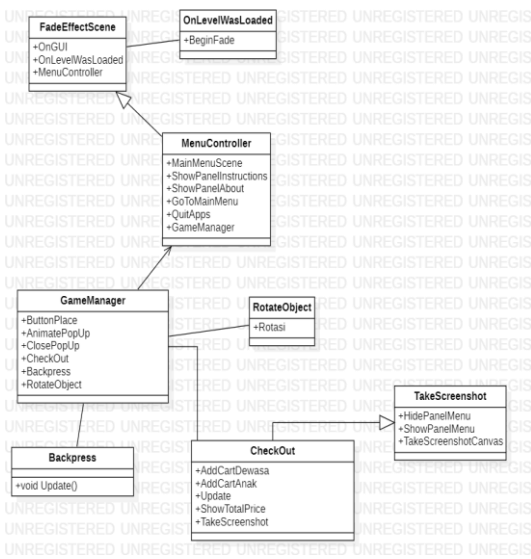 FadeEffectScene
+OnGUI
+OnLevelWasLoaded
+MenuController
OnLevelWasLoaded
+BeginFade
MenuController
+MainMenuScene
+ShowPanelInstructions
+ShowPanelAbout
+GoToMainMenu
+QuitApps
+GameManager
GameManager
+ButtonPlace
+AnimatePopUp
+ClosePopUp
+CheckOut
+Backpress
+RotateObject
RotateObject
+Rotasi
TakeScreenshot
+HidePanelMenu
+ShowPanelMenu
+TakeScreenshotCanvas
Backpress
+void Update()
CheckOut
+AddCartDewasa
+AddCartAnak
+Update
+ShowTotalPrice
+TakeScreenshot
UNREGISTERED